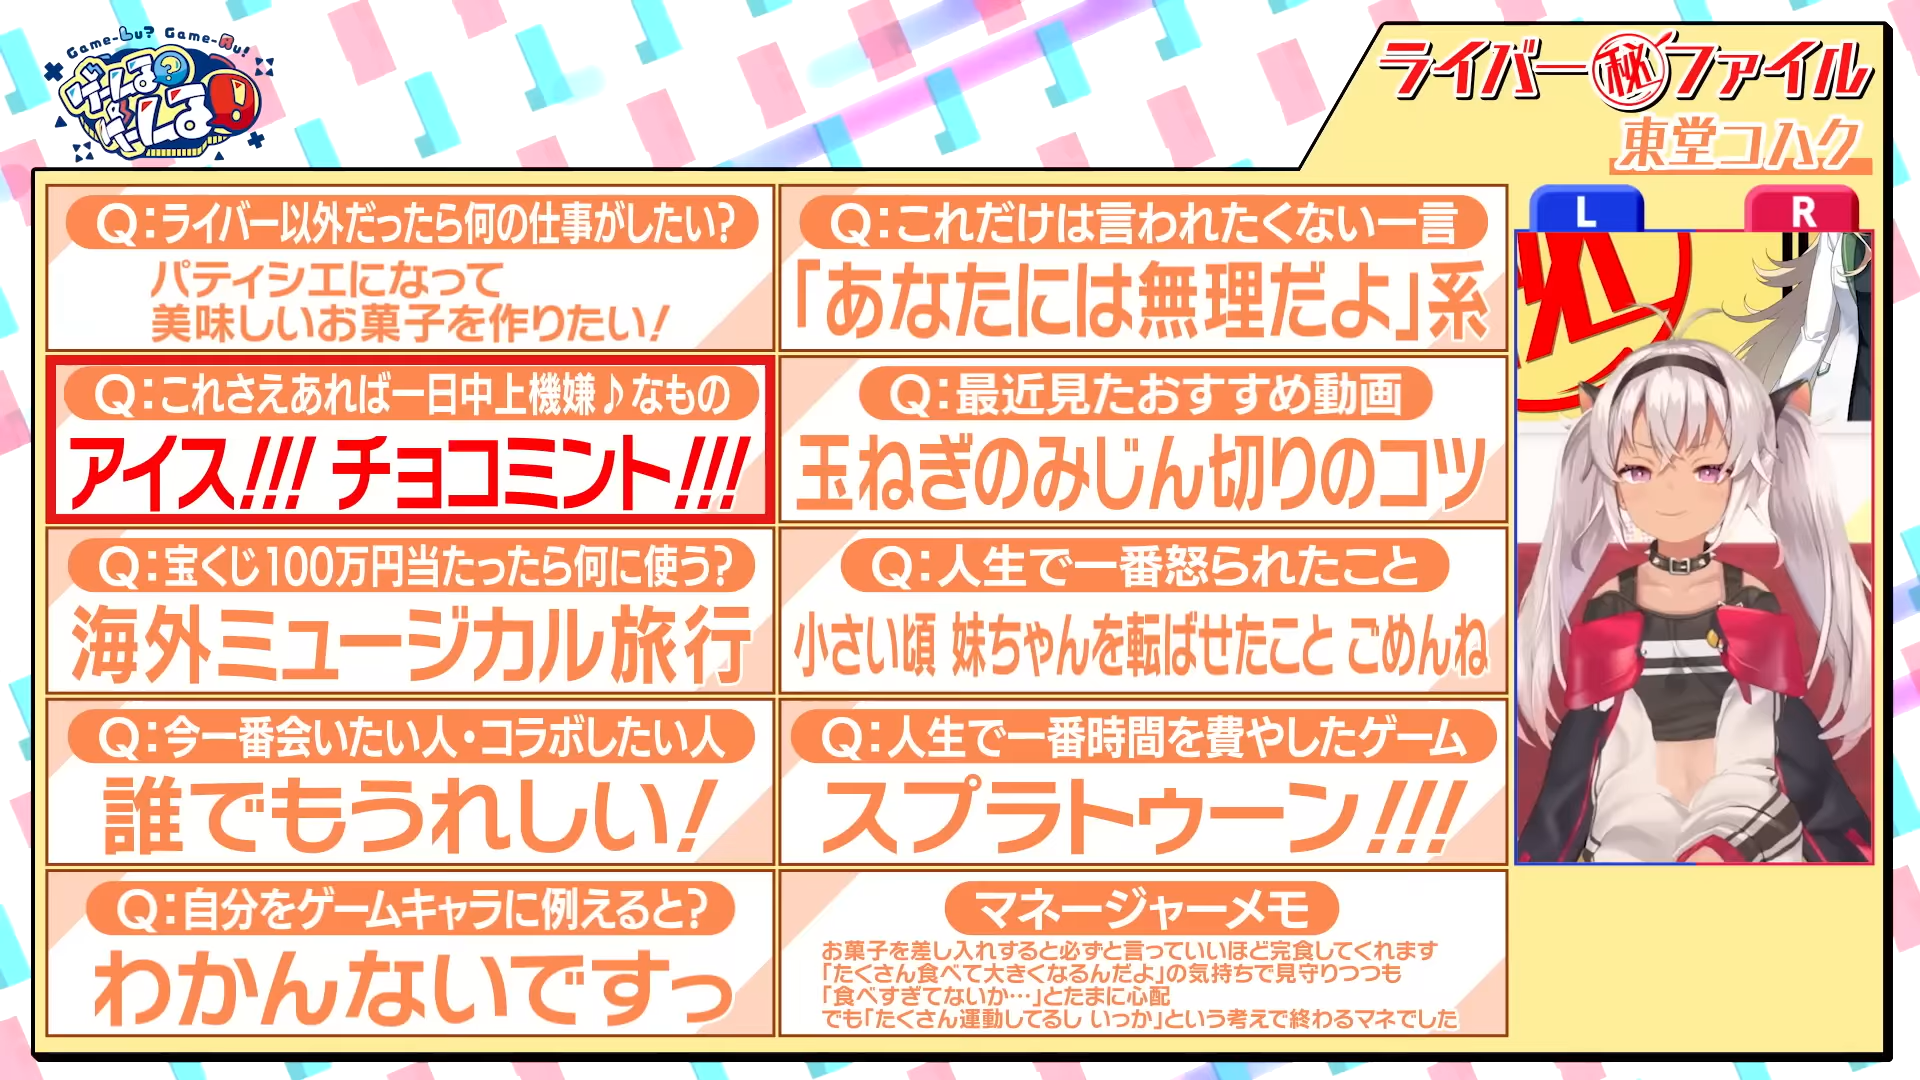 Game-Lu? Game-Ru!
ゲームる?ゲームる!
ライバー㊙ファイル
東堂コハク
Q:ライバー以外だったら何の仕事がしたい?
パティシエになって
美味しいお菓子を作りたい!
Q:これだけは言われたくない一言
「あなたには無理だよ」系
Q:これさえあれば一日中上機嫌♪なもの
アイス!!! チョコミント!!!
Q:最近見たおすすめ動画
玉ねぎのみじん切りのコツ
Q:宝くじ100万円当たったら何に使う?
海外ミュージカル旅行
Q:人生で一番怒られたこと
小さい頃 妹ちゃんを転ばせたこと ごめんね
Q:今一番会いたい人・コラボしたい人
誰でもうれしい!
Q:人生で一番時間を費やしたゲーム
スプラトゥーン!!!
Q:自分をゲームキャラに例えると?
わかんないですっ
マネージャーメモ
お菓子を差し入れすると必ずと言っていいほど完食してくれます
「たくさん食べて大きくなるんだよ」の気持ちで見守りつつも
「食べすぎてないか…」とたまに心配
でも「たくさん運動してるし いっか」という考えで終わるマネでした
L
R
秘